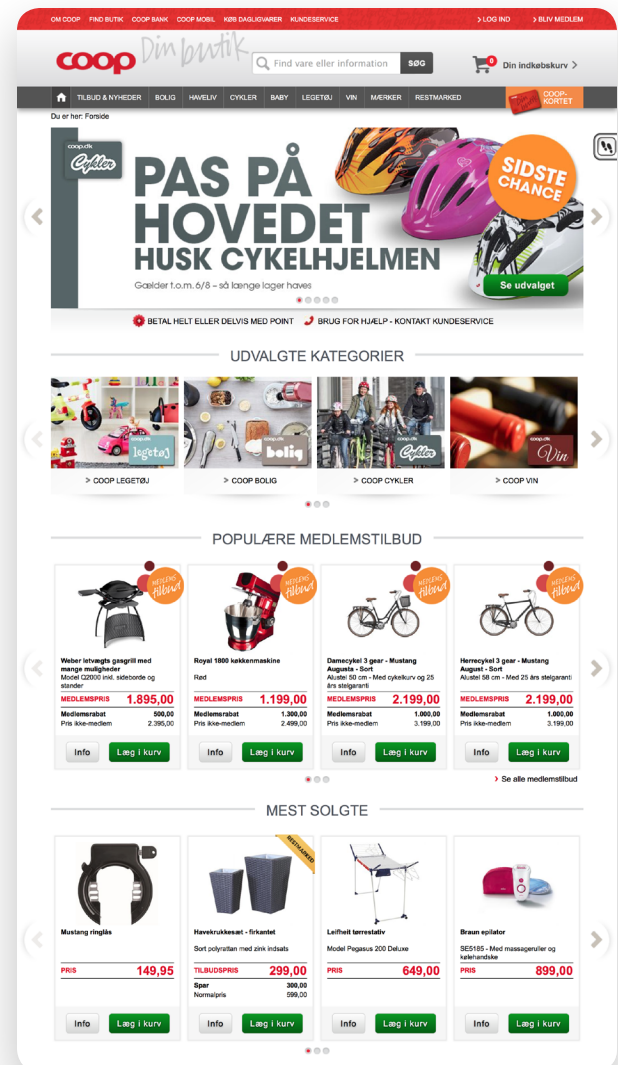 OM COOP FIND BUTIK COOP BANK COOP MOBIL KØB DAGLIGVARER KUNDESERVICE > LOG IND > BLIV MEDLEM
coop Din butik
Find vare eller information SØG
0 Din indkøbskurv >
TILBUD & NYHEDER BOLIG HAVELIV CYKLER BABY LEGETØJ VIN MÆRKER RESTMARKED COOP-KORTET
Du er her: Forside
coop.dk
Cykler
PAS PÅ
HOVEDET
HUSK CYKELHJELMEN
SIDSTE
CHANCE
Gælder t.o.m. 6/8 – så længe lager haves
Se udvalget
BETAL HELT ELLER DELVIS MED POINT BRUG FOR HJÆLP - KONTAKT KUNDESERVICE
UDVALGTE KATEGORIER
coop.dk coop.dk coop.dk coop.dk
legetøj bolig Cykler Vin
> COOP LEGETØJ > COOP BOLIG > COOP CYKLER > COOP VIN
POPULÆRE MEDLEMSTILBUD
MEDLEMS MEDLEMS MEDLEMS MEDLEMS
tilbud tilbud tilbud tilbud
Weber letvægts gasgrill med
mange muligheder
Model Q2000 inkl. sideborde og
stander
MEDLEMSPRIS 1.895,00
Medlemsrabat 500,00
Pris ikke-medlem 2.395,00
Info Læg i kurv
Royal 1800 køkkenmaskine
Rød
MEDLEMSPRIS 1.199,00
Medlemsrabat 1.300,00
Pris ikke-medlem 2.499,00
Info Læg i kurv
Damecykel 3 gear - Mustang
Augusta - Sort
Alustel 50 cm - Med cykelkurv og 25
års stelgaranti
MEDLEMSPRIS 2.199,00
Medlemsrabat 1.000,00
Pris ikke-medlem 3.199,00
Info Læg i kurv
Herrecykel 3 gear - Mustang
August - Sort
Alustel 58 cm - Med 25 års stelgaranti
MEDLEMSPRIS 2.199,00
Medlemsrabat 1.000,00
Pris ikke-medlem 3.199,00
Info Læg i kurv
> Se alle medlemstilbud
MEST SOLGTE
Mustang ringlås
PRIS 149,95
Info Læg i kurv
RESTMARKED
Havekrukkesæt - firkantet
Sort polyrattan med zink indsats
TILBUDSPRIS 299,00
Spar 300,00
Normalpris 599,00
Info Læg i kurv
Leifheit tørrestativ
Model Pegasus 200 Deluxe
PRIS 649,00
Info Læg i kurv
Braun epilator
SE5185 - Med massageruller og
kølehandske
PRIS 899,00
Info Læg i kurv